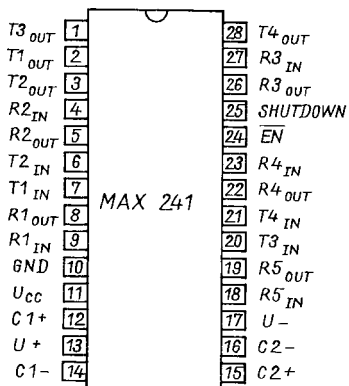 T3OUT 1
T1OUT 2
T2OUT 3
R2IN 4
R2OUT 5
T2IN 6
T1IN 7
R1OUT 8
R1IN 9
GND 10
UCC 11
C1+ 12
U+ 13
C1- 14
MAX 241
28 T4OUT
27 R3IN
26 R3OUT
25 SHUTDOWN
24 E̅N̅
23 R4IN
22 R4OUT
21 T4IN
20 T3IN
19 R5OUT
18 R5IN
17 U-
16 C2-
15 C2+